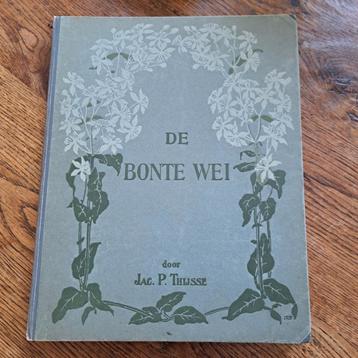 DE
BONTE WEI
door
JAC. P. THIJSSE